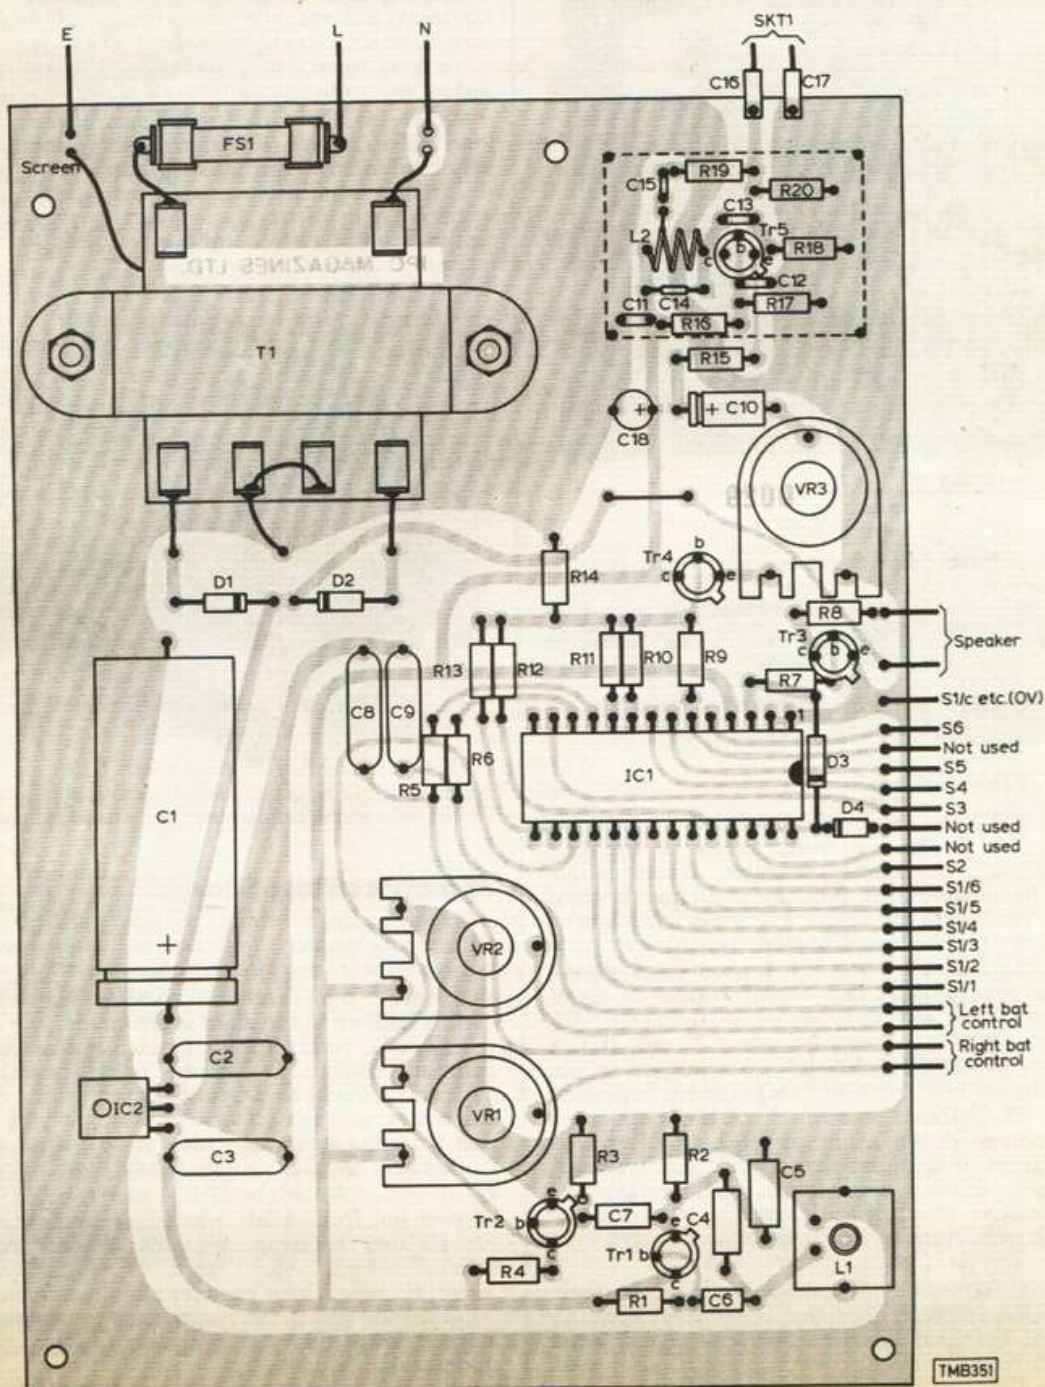 E
L
N
SKT1
C16
C17
FS1
Screen
R19
C15
R20
C13
Tr5
L2
b
c
e
R18
C12
C14
R17
C11
R16
T1
R15
+
C10
C18
+
VR3
IPC MAGAZINES LTD.
Tr4
b
c
e
R14
D1
D2
R8
Speaker
Tr3
c
b
e
R13
R12
R11
R10
R9
R7
S1/c etc.(0V)
C8
C9
1
S6
Not used
R5
R6
IC1
D3
S5
S4
S3
C1
D4
Not used
Not used
S2
S1/6
S1/5
S1/4
+
VR2
S1/3
S1/2
S1/1
Left bat
control
Right bat
control
C2
IC2
VR1
C3
R3
R2
C5
Tr2
e
b
c
C7
C4
e
Tr1
b
c
L1
R4
R1
C6
TMB351